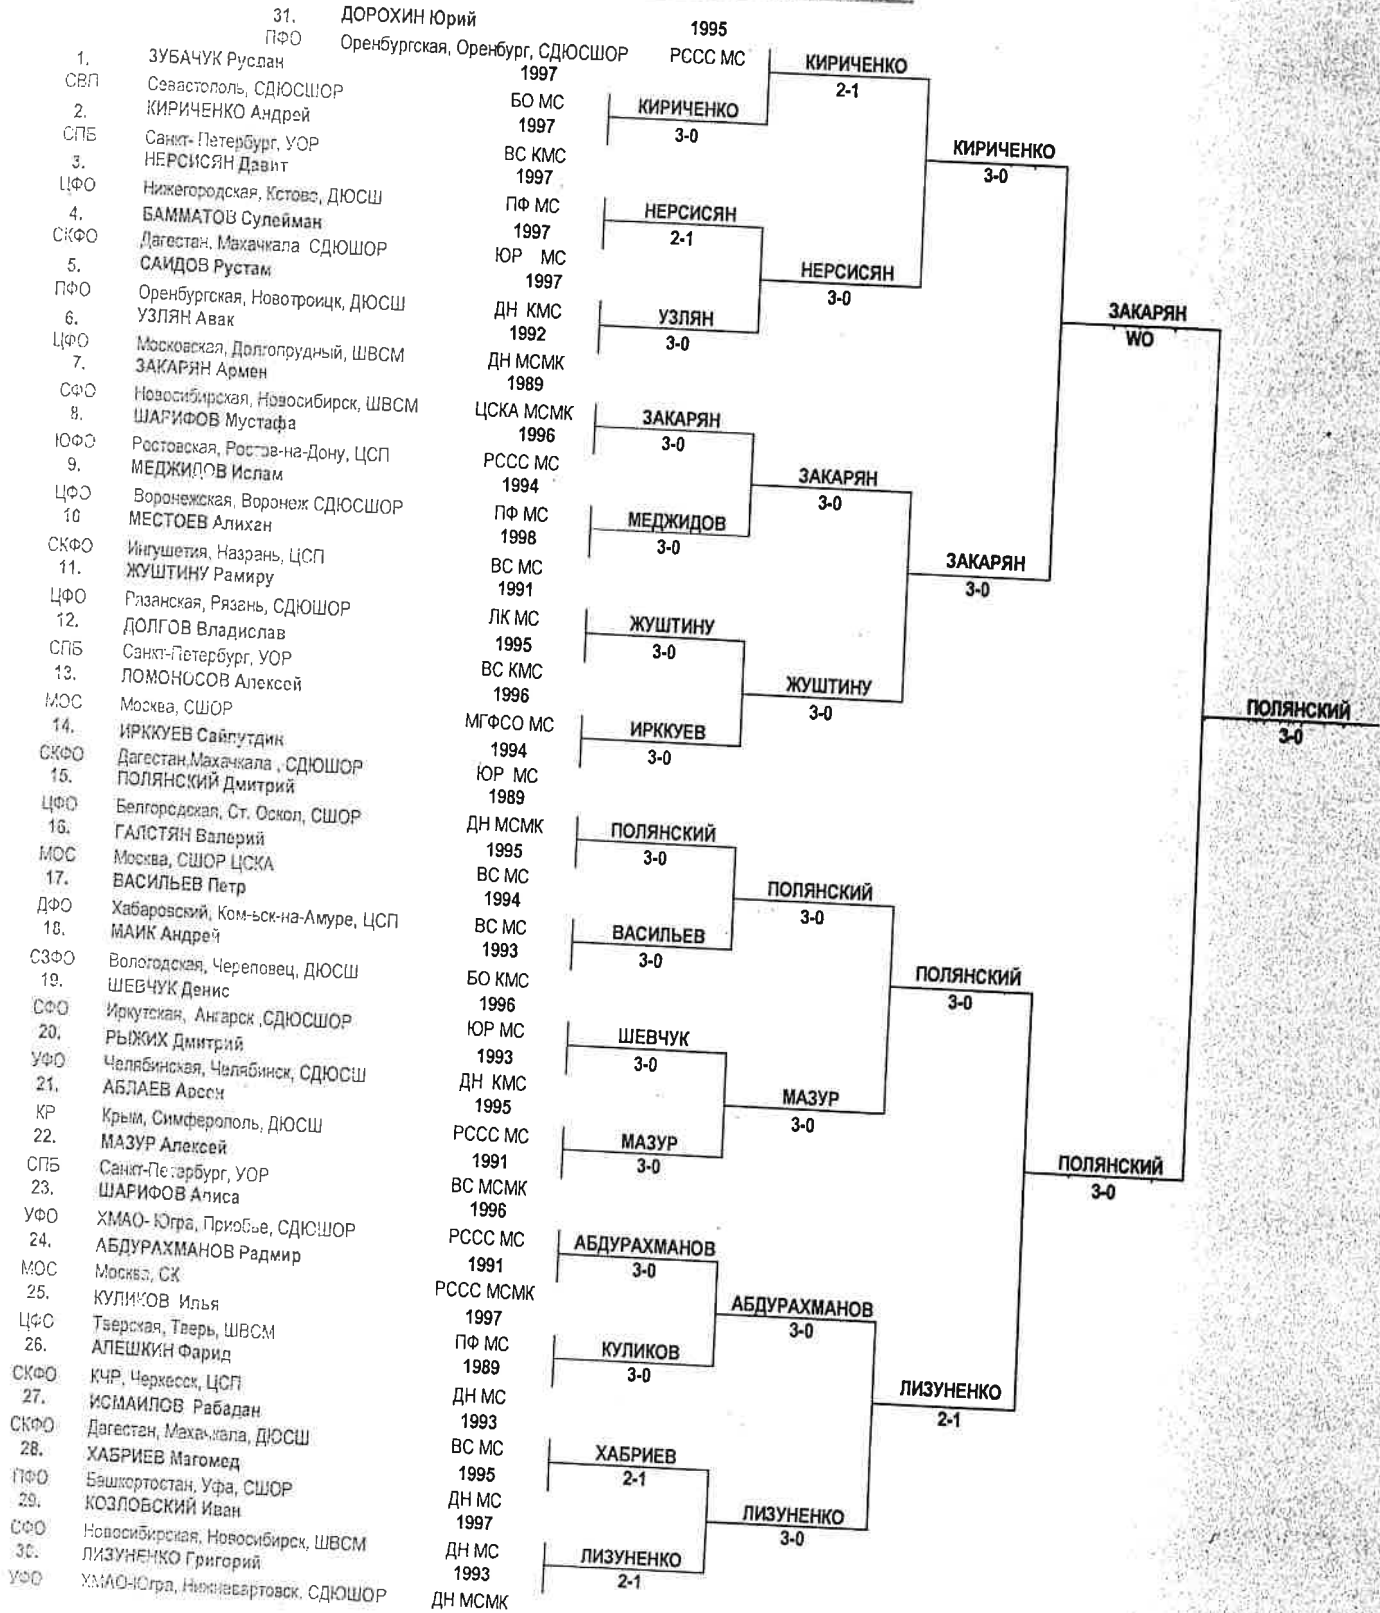 31. ДОРОХИН Юрий 1995
ПФО Оренбургская, Оренбург, СДЮСШОР РССС МС
1. ЗУБАЧУК Руслан 1997
СВП Севастополь, СДЮСШОР БО МС
2. КИРИЧЕНКО Андрей 1997
СПБ Санкт-Петербург, УОР ВС КМС
3. НЕРСИСЯН Давит 1997
ЦФО Нижегородская, Кстово, ДЮСШ ПФ МС
4. БАММАТОВ Сулейман 1997
СКФО Дагестан, Махачкала СДЮШОР ЮР МС
5. САИДОВ Рустам 1997
ПФО Оренбургская, Новотроицк, ДЮСШ ДН КМС
6. УЗЛЯН Авак 1992
ЦФО Московская, Долгопрудный, ШВСМ ДН МСМК
7. ЗАКАРЯН Армен 1989
СФО Новосибирская, Новосибирск, ШВСМ ЦСКА МСМК
8. ШАРИФОВ Мустафа 1996
ЮФО Ростовская, Ростов-на-Дону, ЦСП РССС МС
9. МЕДЖИДОВ Ислам 1994
ЦФО Воронежская, Воронеж СДЮСШОР ПФ МС
10 МЕСТОЕВ Алихан 1998
СКФО Ингушетия, Назрань, ЦСП ВС МС
11. ЖУШТИНУ Рамиру 1991
ЦФО Рязанская, Рязань, СДЮШОР ЛК МС
12. ДОЛГОВ Владислав 1995
СПБ Санкт-Петербург, УОР ВС КМС
13. ЛОМОНОСОВ Алексей 1996
МОС Москва, СШОР МГФСО МС
14. ИРККУЕВ Сайпутдин 1994
СКФО Дагестан,Махачкала , СДЮШОР ЮР МС
15. ПОЛЯНСКИЙ Дмитрий 1989
ЦФО Белгородская, Ст. Оскол, СШОР ДН МСМК
16. ГАЛСТЯН Валерий 1995
МОС Москва, СШОР ЦСКА ВС МС
17. ВАСИЛЬЕВ Петр 1994
ДФО Хабаровский, Ком-ьск-на-Амуре, ЦСП ВС МС
18. МАИК Андрей 1993
СЗФО Вологодская, Череповец, ДЮСШ БО КМС
19. ШЕВЧУК Денис 1996
СФО Иркутская, Ангарск ,СДЮСШОР ЮР МС
20. РЫЖИХ Дмитрий 1993
УФО Челябинская, Челябинск, СДЮСШ ДН КМС
21. АБЛАЕВ Арсен 1995
КР Крым, Симферополь, ДЮСШ РССС МС
22. МАЗУР Алексей 1991
СПБ Санкт-Петербург, УОР ВС МСМК
23. ШАРИФОВ Алиса 1996
УФО ХМАО-Югра, Приобье, СДЮШОР РССС МС
24. АБДУРАХМАНОВ Радмир 1991
МОС Москва, СК РССС МСМК
25. КУЛИКОВ Илья 1997
ЦФО Тверская, Тверь, ШВСМ ПФ МС
26. АЛЕШКИН Фарид 1989
СКФО КЧР, Черкесск, ЦСП ДН МС
27. ИСМАИЛОВ Рабадан 1993
СКФО Дагестан, Махачкала, ДЮСШ ВС МС
28. ХАБРИЕВ Магомед 1995
ПФО Башкортостан, Уфа, СШОР ДН МС
29. КОЗЛОВСКИЙ Иван 1997
СФО Новосибирская, Новосибирск, ШВСМ ДН МС
30. ЛИЗУНЕНКО Григорий 1993
УФО ХМАО-Югра, Нижневартовск, СДЮШОР ДН МСМК
КИРИЧЕНКО
3-0
НЕРСИСЯН
2-1
УЗЛЯН
3-0
ЗАКАРЯН
3-0
МЕДЖИДОВ
3-0
ЖУШТИНУ
3-0
ИРККУЕВ
3-0
ПОЛЯНСКИЙ
3-0
ВАСИЛЬЕВ
3-0
ШЕВЧУК
3-0
МАЗУР
3-0
АБДУРАХМАНОВ
3-0
КУЛИКОВ
3-0
ХАБРИЕВ
2-1
ЛИЗУНЕНКО
2-1
КИРИЧЕНКО
2-1
НЕРСИСЯН
3-0
ЗАКАРЯН
3-0
ЖУШТИНУ
3-0
ПОЛЯНСКИЙ
3-0
МАЗУР
3-0
АБДУРАХМАНОВ
3-0
ЛИЗУНЕНКО
3-0
КИРИЧЕНКО
3-0
ЗАКАРЯН
3-0
ПОЛЯНСКИЙ
3-0
ЛИЗУНЕНКО
2-1
ЗАКАРЯН
WO
ПОЛЯНСКИЙ
3-0
ПОЛЯНСКИЙ
3-0